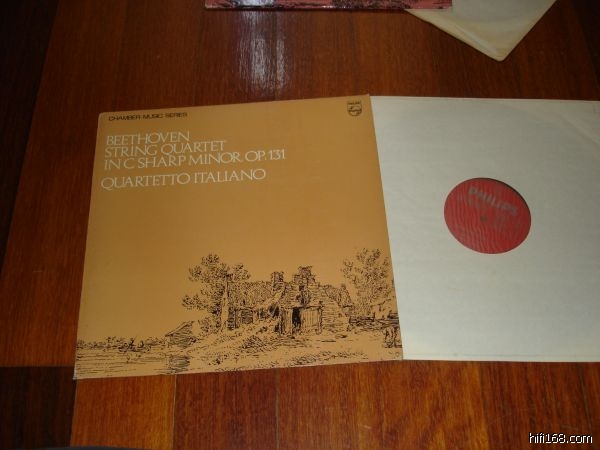 CHAMBER MUSIC SERIES
PHILIPS
BEETHOVEN
STRING QUARTET
IN C SHARP MINOR OP. 131
QUARTETTO ITALIANO
PHILIPS
hifi168.com